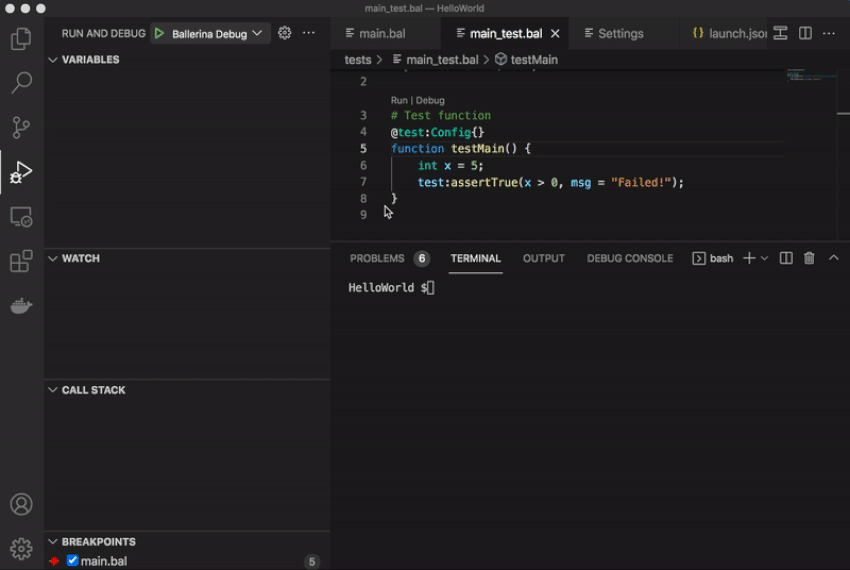 main_test.bal — HelloWorld
RUN AND DEBUG Ballerina Debug
VARIABLES
WATCH
CALL STACK
BREAKPOINTS
main.bal 5
main.bal main_test.bal Settings {} launch.json
tests > main_test.bal > testMain
2
Run | Debug
3 # Test function
4 @test:Config{}
5 function testMain() {
6 int x = 5;
7 test:assertTrue(x > 0, msg = "Failed!");
8 }
9
PROBLEMS 6 TERMINAL OUTPUT DEBUG CONSOLE bash
HelloWorld $